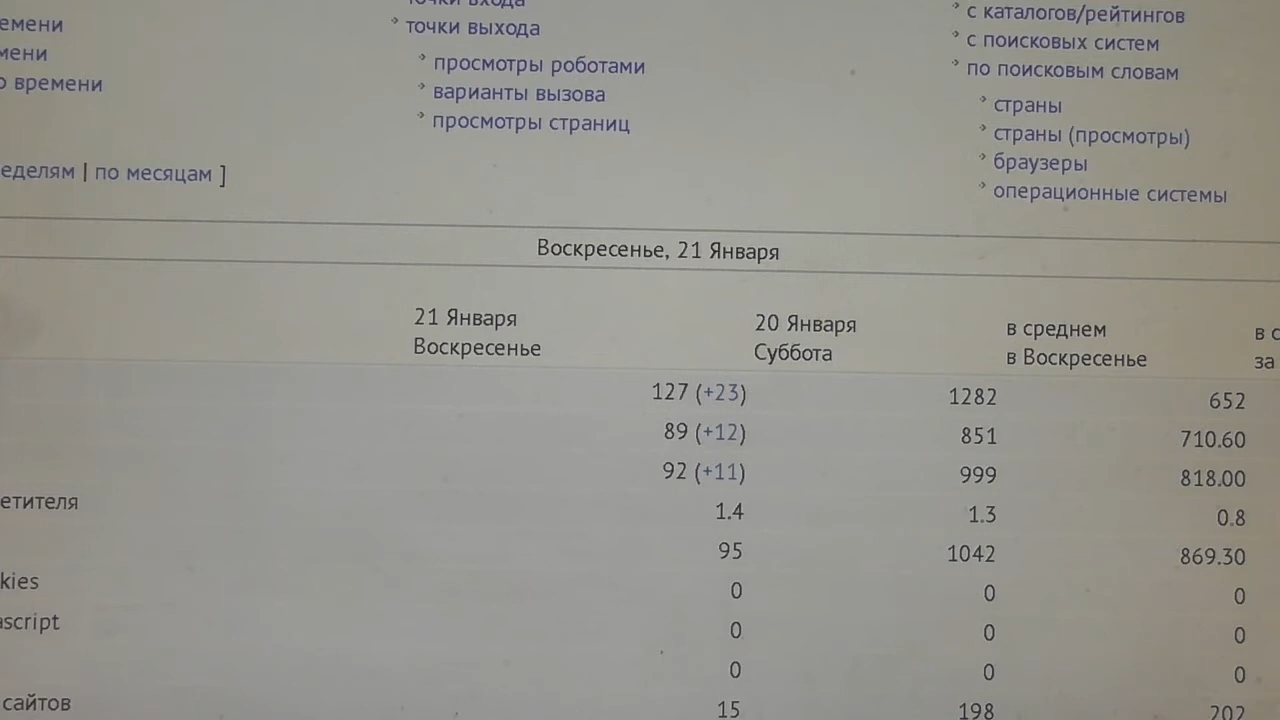 емени
мени
о времени
еделям | по месяцам ]
точки входа
точки выхода
просмотры роботами
варианты вызова
просмотры страниц
с каталогов/рейтингов
с поисковых систем
по поисковым словам
страны
страны (просмотры)
браузеры
операционные системы
Воскресенье, 21 Января
21 Января
Воскресенье
20 Января
Суббота
в среднем
в Воскресенье
в с
за
127 (+23) 1282 652
89 (+12) 851 710.60
92 (+11) 999 818.00
етителя 1.4 1.3 0.8
95 1042 869.30
kies 0 0 0
ascript 0 0 0
0 0 0
сайтов 15 198 202